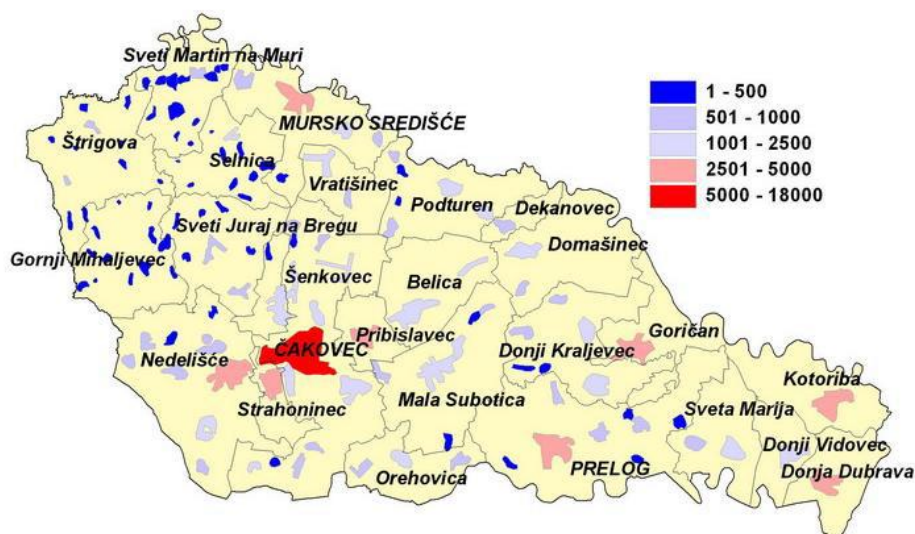 Sveti Martin na Muri
MURSKO SREDIŠĆE
Štrigova
Selnica
Vratišinec
Podturen
Dekanovec
Sveti Juraj na Bregu
Domašinec
Gornji Mihaljevec
Šenkovec
Belica
Pribislavec
Goričan
ČAKOVEC
Donji Kraljevec
Nedelišće
Kotoriba
Mala Subotica
Strahoninec
Sveta Marija
Donji Vidovec
PRELOG
Donja Dubrava
Orehovica
1 - 500
501 - 1000
1001 - 2500
2501 - 5000
5000 - 18000